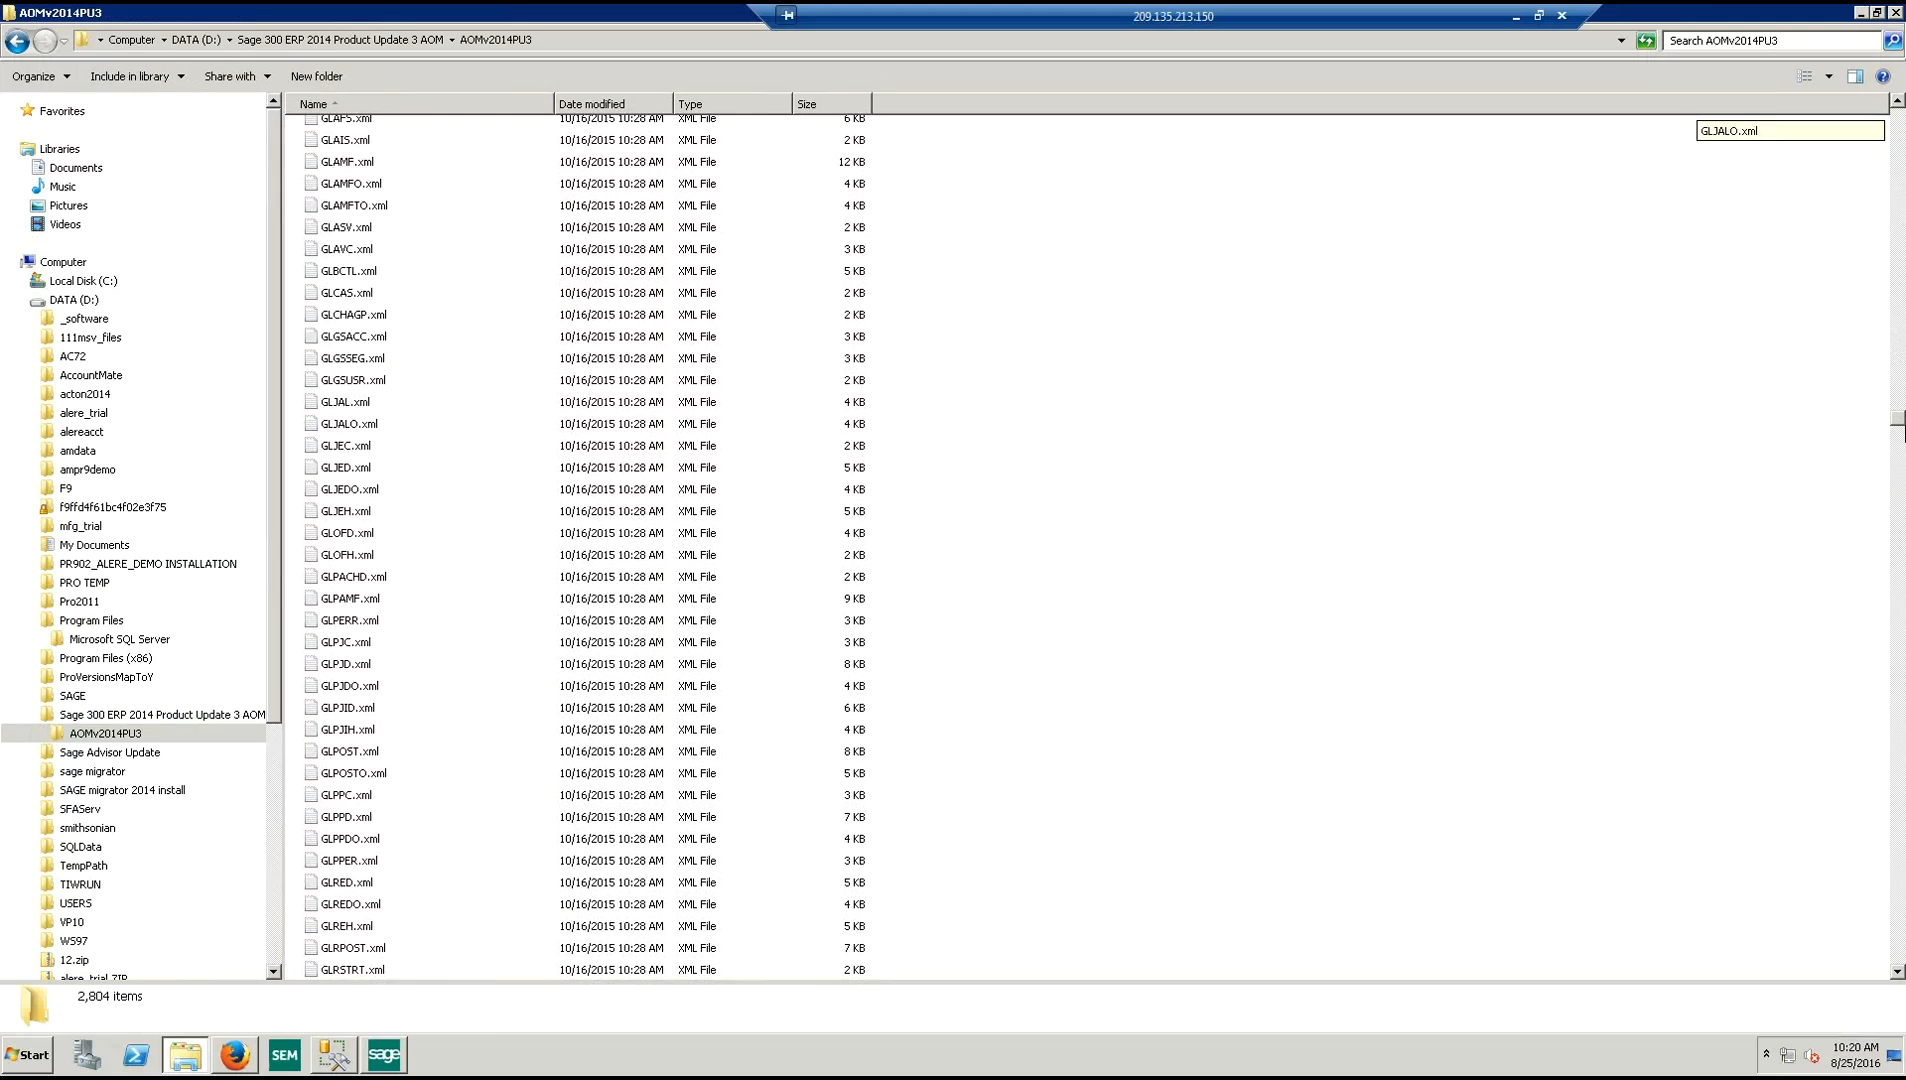 AOMv2014PU3
209.135.213.150
Computer DATA (D:) Sage 300 ERP 2014 Product Update 3 AOM AOMv2014PU3
Search AOMv2014PU3
Organize Include in library Share with New folder
Favorites
Libraries
Documents
Music
Pictures
Videos
Computer
Local Disk (C:)
DATA (D:)
_software
111msv_files
AC72
AccountMate
acton2014
alere_trial
alereacct
amdata
ampr9demo
F9
f9ffd4f61bc4f02e3f75
mfg_trial
My Documents
PR902_ALERE_DEMO INSTALLATION
PRO TEMP
Pro2011
Program Files
Microsoft SQL Server
Program Files (x86)
ProVersionsMapToY
SAGE
Sage 300 ERP 2014 Product Update 3 AOM
AOMv2014PU3
Sage Advisor Update
sage migrator
SAGE migrator 2014 install
SFAServ
smithsonian
SQLData
TempPath
TIWRUN
USERS
VP10
WS97
12.zip
alere_trial.ZIP
Name Date modified Type Size
GLAFS.xml 10/16/2015 10:28 AM XML File 6 KB
GLAIS.xml 10/16/2015 10:28 AM XML File 2 KB
GLAMF.xml 10/16/2015 10:28 AM XML File 12 KB
GLAMFO.xml 10/16/2015 10:28 AM XML File 4 KB
GLAMFTO.xml 10/16/2015 10:28 AM XML File 4 KB
GLASV.xml 10/16/2015 10:28 AM XML File 2 KB
GLAVC.xml 10/16/2015 10:28 AM XML File 3 KB
GLBCTL.xml 10/16/2015 10:28 AM XML File 5 KB
GLCAS.xml 10/16/2015 10:28 AM XML File 2 KB
GLCHAGP.xml 10/16/2015 10:28 AM XML File 2 KB
GLGSACC.xml 10/16/2015 10:28 AM XML File 3 KB
GLGSSEG.xml 10/16/2015 10:28 AM XML File 3 KB
GLGSUSR.xml 10/16/2015 10:28 AM XML File 2 KB
GLJAL.xml 10/16/2015 10:28 AM XML File 4 KB
GLJALO.xml 10/16/2015 10:28 AM XML File 4 KB
GLJEC.xml 10/16/2015 10:28 AM XML File 2 KB
GLJED.xml 10/16/2015 10:28 AM XML File 5 KB
GLJEDO.xml 10/16/2015 10:28 AM XML File 4 KB
GLJEH.xml 10/16/2015 10:28 AM XML File 5 KB
GLOFD.xml 10/16/2015 10:28 AM XML File 4 KB
GLOFH.xml 10/16/2015 10:28 AM XML File 2 KB
GLPACHD.xml 10/16/2015 10:28 AM XML File 2 KB
GLPAMF.xml 10/16/2015 10:28 AM XML File 9 KB
GLPERR.xml 10/16/2015 10:28 AM XML File 3 KB
GLPJC.xml 10/16/2015 10:28 AM XML File 3 KB
GLPJD.xml 10/16/2015 10:28 AM XML File 8 KB
GLPJDO.xml 10/16/2015 10:28 AM XML File 4 KB
GLPJID.xml 10/16/2015 10:28 AM XML File 6 KB
GLPJIH.xml 10/16/2015 10:28 AM XML File 4 KB
GLPOST.xml 10/16/2015 10:28 AM XML File 8 KB
GLPOSTO.xml 10/16/2015 10:28 AM XML File 5 KB
GLPPC.xml 10/16/2015 10:28 AM XML File 3 KB
GLPPD.xml 10/16/2015 10:28 AM XML File 7 KB
GLPPDO.xml 10/16/2015 10:28 AM XML File 4 KB
GLPPER.xml 10/16/2015 10:28 AM XML File 3 KB
GLRED.xml 10/16/2015 10:28 AM XML File 5 KB
GLREDO.xml 10/16/2015 10:28 AM XML File 4 KB
GLREH.xml 10/16/2015 10:28 AM XML File 5 KB
GLRPOST.xml 10/16/2015 10:28 AM XML File 7 KB
GLRSTRT.xml 10/16/2015 10:28 AM XML File 2 KB
GLJALO.xml
2,804 items
Start
SEM
sage
10:20 AM
8/25/2016